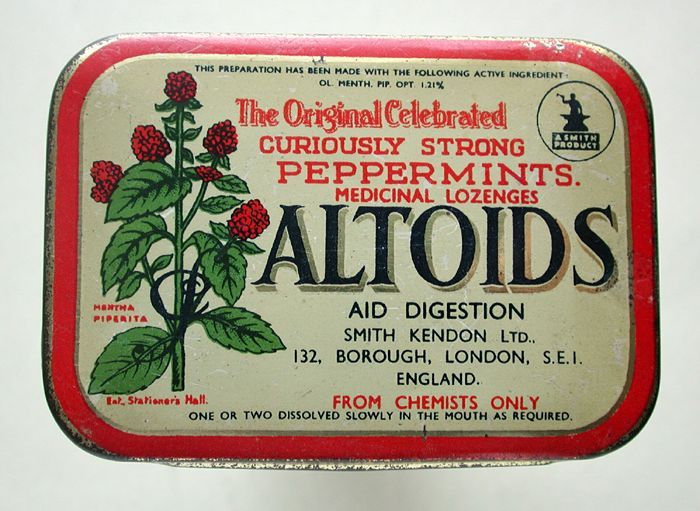 THIS PREPARATION HAS BEEN MADE WITH THE FOLLOWING ACTIVE INGREDIENT:
OL. MENTH. PIP. OPT 1.21%
The Original Celebrated
CURIOUSLY STRONG
PEPPERMINTS.
MEDICINAL LOZENGES
A SMITH
PRODUCT
ALTOIDS
AID DIGESTION
SMITH KENDON LTD.,
132, BOROUGH, LONDON, S.E.1.
ENGLAND.
FROM CHEMISTS ONLY
ONE OR TWO DISSOLVED SLOWLY IN THE MOUTH AS REQUIRED.
MENTHA
PIPERITA
Ent. Stationer's Hall.